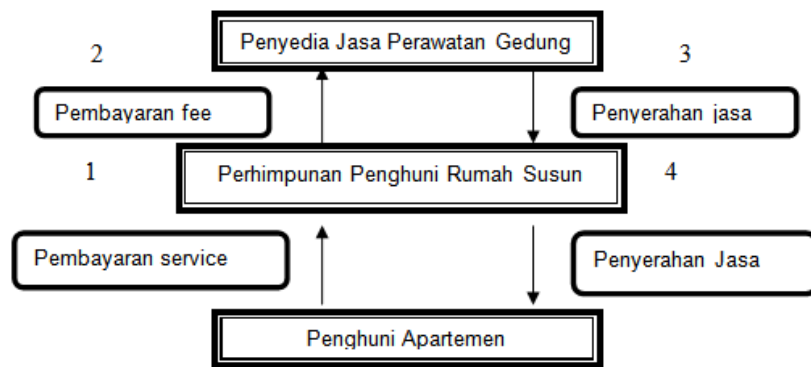 Penyedia Jasa Perawatan Gedung
2
3
Pembayaran fee
Penyerahan jasa
1
Perhimpunan Penghuni Rumah Susun
4
Pembayaran service
Penyerahan Jasa
Penghuni Apartemen